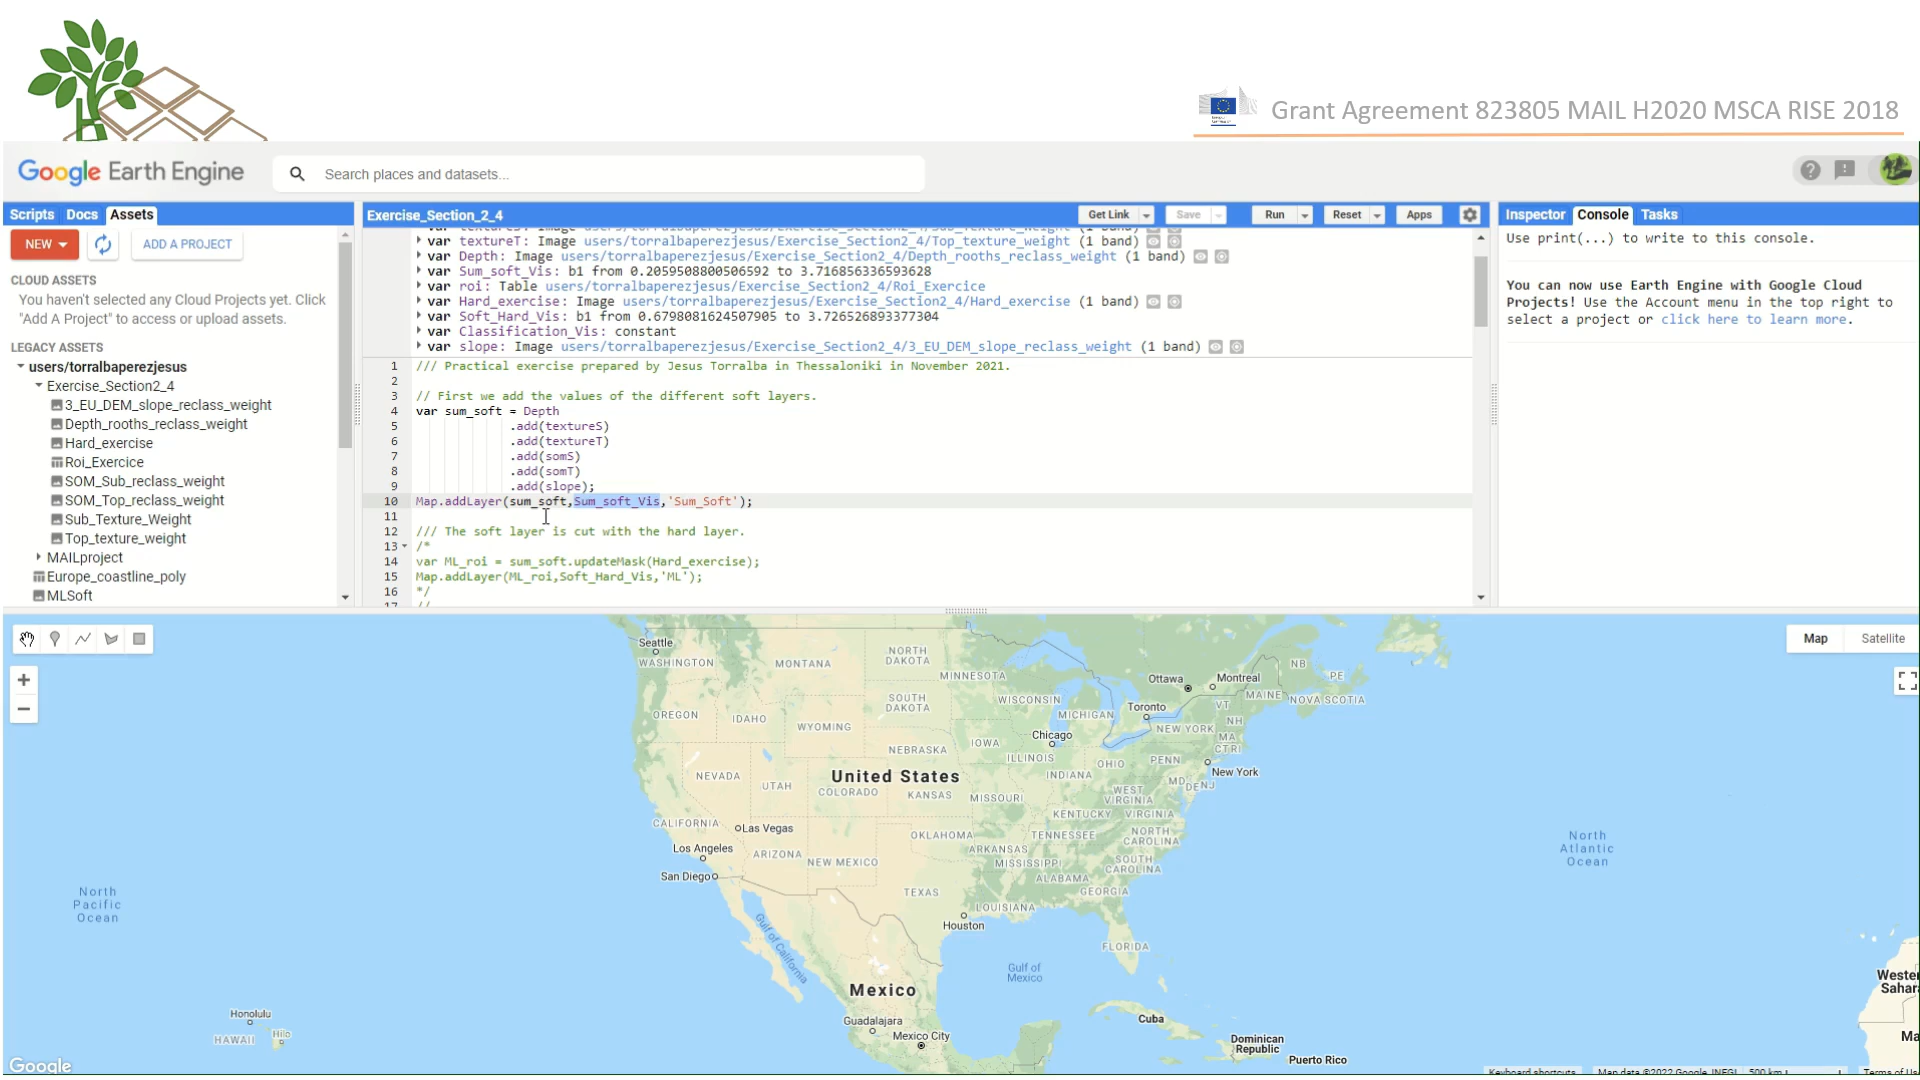 Grant Agreement 823805 MAIL H2020 MSCA RISE 2018
Google Earth Engine
Search places and datasets...
Scripts Docs Assets
NEW
ADD A PROJECT
CLOUD ASSETS
You haven't selected any Cloud Projects yet. Click
"Add A Project" to access or upload assets.
LEGACY ASSETS
users/torralbaperezjesus
Exercise_Section2_4
3_EU_DEM_slope_reclass_weight
Depth_rooths_reclass_weight
Hard_exercise
Roi_Exercice
SOM_Sub_reclass_weight
SOM_Top_reclass_weight
Sub_Texture_Weight
Top_texture_weight
MAILproject
Europe_coastline_poly
MLSoft
Exercise_Section_2_4
Get Link Save Run Reset Apps
var textureT: Image users/torralbaperezjesus/Exercise_Section2_4/Top_texture_weight (1 band)
var Depth: Image users/torralbaperezjesus/Exercise_Section2_4/Depth_rooths_reclass_weight (1 band)
var Sum_soft_Vis: b1 from 0.2059508800506592 to 3.716856336593628
var roi: Table users/torralbaperezjesus/Exercise_Section2_4/Roi_Exercice
var Hard_exercise: Image users/torralbaperezjesus/Exercise_Section2_4/Hard_exercise (1 band)
var Soft_Hard_Vis: b1 from 0.6798081624507905 to 3.726526893377304
var Classification_Vis: constant
var slope: Image users/torralbaperezjesus/Exercise_Section2_4/3_EU_DEM_slope_reclass_weight (1 band)
1 /// Practical exercise prepared by Jesus Torralba in Thessaloniki in November 2021.
2
3 // First we add the values of the different soft layers.
4 var sum_soft = Depth
5 .add(textureS)
6 .add(textureT)
7 .add(somS)
8 .add(somT)
9 .add(slope);
10 Map.addLayer(sum_soft,Sum_soft_Vis,'Sum_Soft');
11
12 /// The soft layer is cut with the hard layer.
13 /*
14 var ML_roi = sum_soft.updateMask(Hard_exercise);
15 Map.addLayer(ML_roi,Soft_Hard_Vis,'ML');
16 */
17 //
Inspector Console Tasks
Use print(...) to write to this console.
You can now use Earth Engine with Google Cloud
Projects! Use the Account menu in the top right to
select a project or click here to learn more.
Map Satellite
Seattle
WASHINGTON
MONTANA
NORTH
DAKOTA
MINNESOTA
Ottawa
Montreal
NB
PE
MAINE
NOVA SCOTIA
OREGON
IDAHO
WYOMING
SOUTH
DAKOTA
WISCONSIN
MICHIGAN
Toronto
VT
NH
NEW YORK
MA
CT RI
Chicago
IOWA
NEBRASKA
ILLINOIS
INDIANA
OHIO
PENN
New York
NEVADA
UTAH
COLORADO
United States
KANSAS
MISSOURI
WEST
VIRGINIA
MD
DE NJ
KENTUCKY
VIRGINIA
CALIFORNIA
Las Vegas
OKLAHOMA
TENNESSEE
NORTH
CAROLINA
Los Angeles
ARIZONA
NEW MEXICO
ARKANSAS
MISSISSIPPI
SOUTH
CAROLINA
San Diego
TEXAS
ALABAMA
GEORGIA
LOUISIANA
Houston
FLORIDA
Gulf of California
Gulf of
Mexico
Mexico
Guadalajara
Mexico City
Cuba
Dominican
Republic
Puerto Rico
North
Atlantic
Ocean
North
Pacific
Ocean
Honolulu
HAWAII
Hilo
Wester
Sahar
Ma
Google
Keyboard shortcuts
Map data ©2022 Google, INEGI
500 km